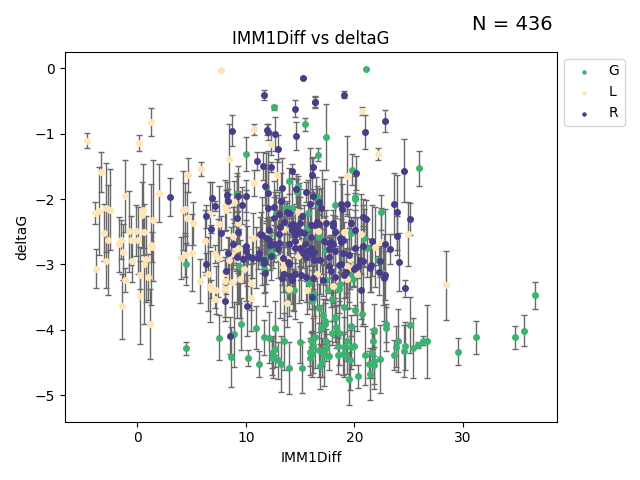 N = 436
IMM1Diff vs deltaG
G
L
R
deltaG
0
−1
−2
−3
−4
−5
0 10 20 30
IMM1Diff